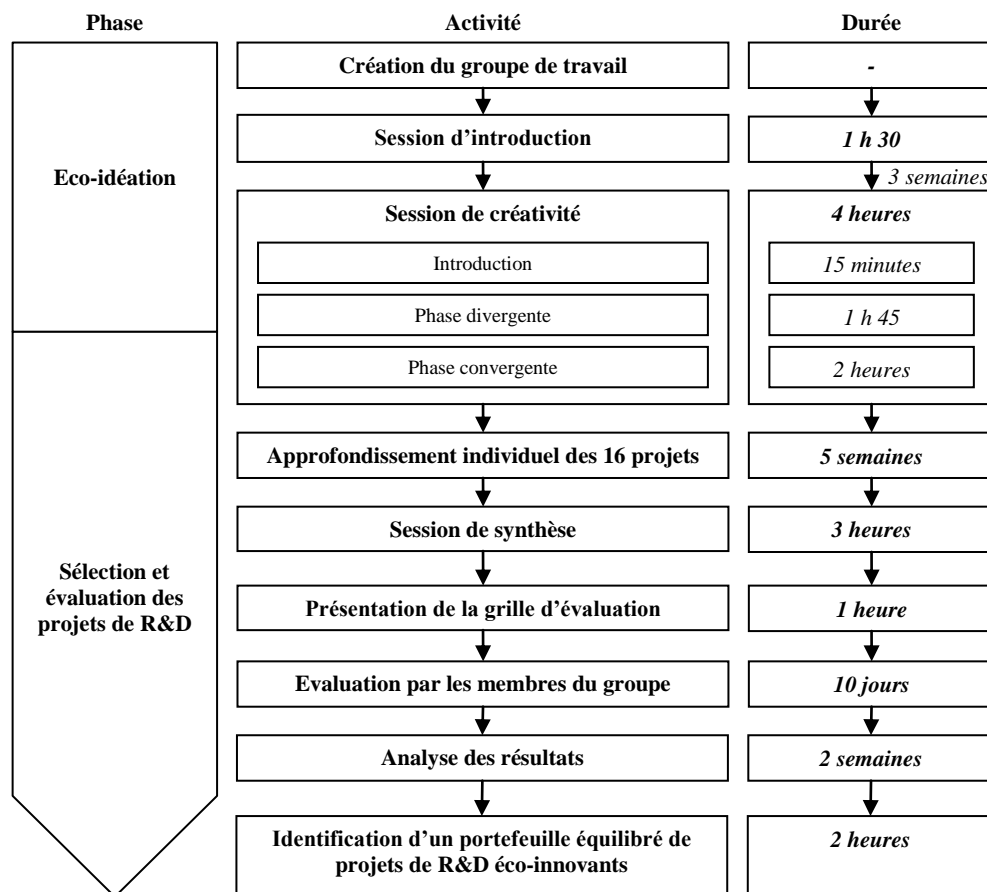 Phase
Activité
Durée
Création du groupe de travail
-
Session d'introduction
1 h 30
3 semaines
Eco-idéation
Session de créativité
4 heures
Introduction
15 minutes
Phase divergente
1 h 45
Phase convergente
2 heures
Approfondissement individuel des 16 projets
5 semaines
Session de synthèse
3 heures
Sélection et
évaluation des
projets de R&D
Présentation de la grille d'évaluation
1 heure
Evaluation par les membres du groupe
10 jours
Analyse des résultats
2 semaines
Identification d'un portefeuille équilibré de
projets de R&D éco-innovants
2 heures